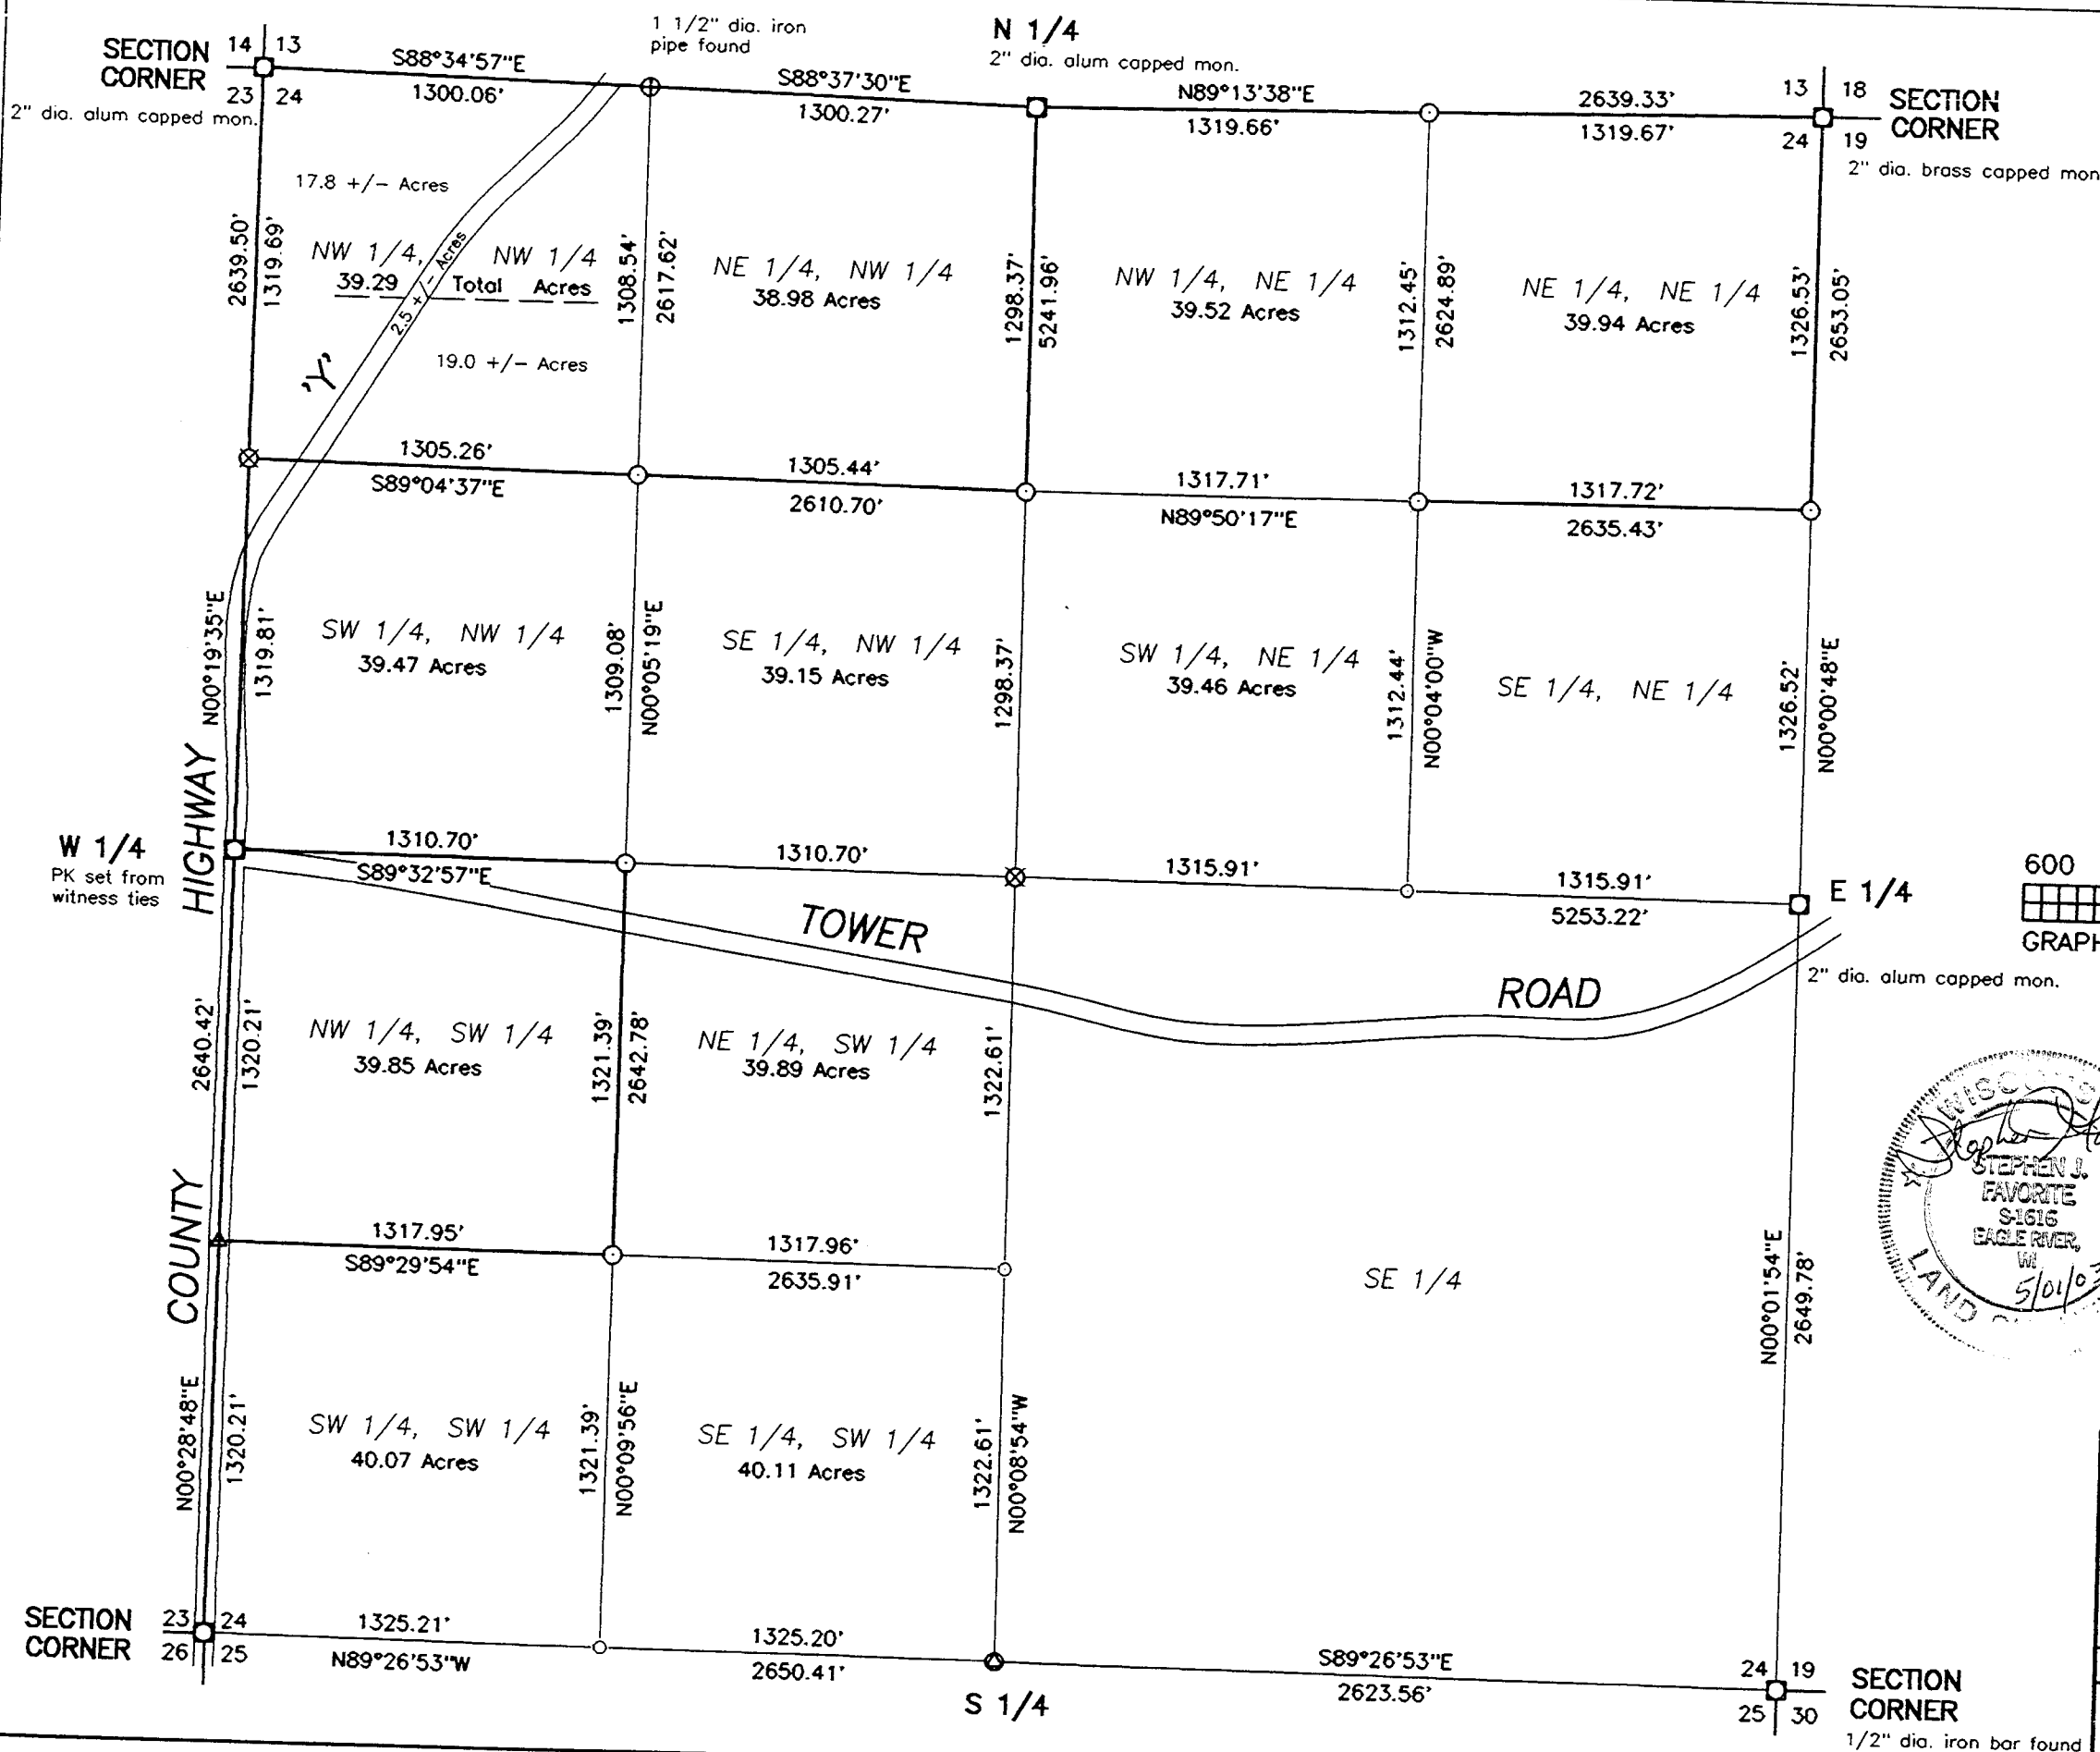 1 1/2" dia. iron
pipe found
N 1/4
2" dia. alum capped mon.
SECTION
CORNER
14 13
23 24
2" dia. alum capped mon.
S88°34'57"E
1300.06'
S88°37'30"E
1300.27'
N89°13'38"E
1319.66'
2639.33'
1319.67'
13 18
24 19
SECTION
CORNER
2" dia. brass capped mon
17.8 +/- Acres
2639.50'
1319.69'
NW 1/4, NW 1/4
39.29 Total Acres
2.5 +/- Acres
19.0 +/- Acres
'Y'
1308.54'
2617.62'
NE 1/4, NW 1/4
38.98 Acres
1298.37'
5241.96'
NW 1/4, NE 1/4
39.52 Acres
1312.45'
2624.89'
NE 1/4, NE 1/4
39.94 Acres
1326.53'
2653.05'
1305.26'
S89°04'37"E
1305.44'
2610.70'
1317.71'
N89°50'17"E
1317.72'
2635.43'
N00°19'35"E
1319.81'
SW 1/4, NW 1/4
39.47 Acres
1309.08'
N00°05'19"E
SE 1/4, NW 1/4
39.15 Acres
1298.37'
SW 1/4, NE 1/4
39.46 Acres
1312.44'
N00°04'00"W
SE 1/4, NE 1/4
1326.52'
N00°00'48"E
HIGHWAY
W 1/4
PK set from
witness ties
1310.70'
S89°32'57"E
1310.70'
1315.91'
1315.91'
5253.22'
E 1/4
2" dia. alum capped mon.
600
GRAPH
TOWER
ROAD
2640.42'
1320.21'
NW 1/4, SW 1/4
39.85 Acres
1321.39'
2642.78'
NE 1/4, SW 1/4
39.89 Acres
1322.61'
STEPHEN J.
FAVORITE
S-1616
EAGLE RIVER,
WI
5/01/03
LAND
COUNTY
1317.95'
S89°29'54"E
1317.96'
2635.91'
SE 1/4
N00°01'54"E
2649.78'
N00°28'48"E
1320.21'
SW 1/4, SW 1/4
40.07 Acres
1321.39'
N00°09'56"E
SE 1/4, SW 1/4
40.11 Acres
1322.61'
N00°08'54"W
SECTION
CORNER
23 24
26 25
1325.21'
N89°26'53"W
1325.20'
2650.41'
S 1/4
S89°26'53"E
2623.56'
24 19
25 30
SECTION
CORNER
1/2" dia. iron bar found